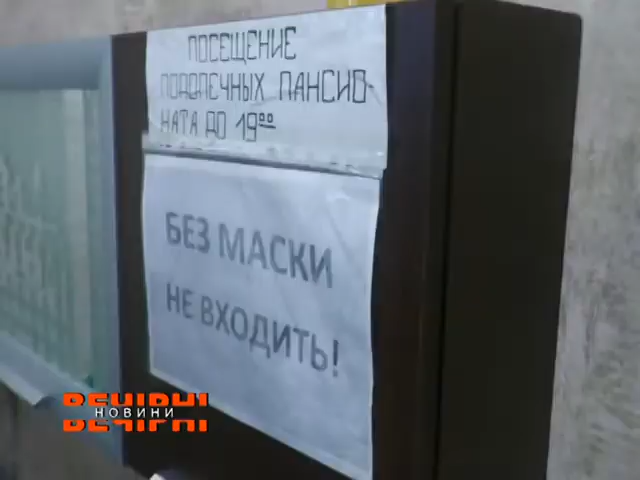 ПОСЕЩЕНИЕ
ПОДОПЕЧНЫХ ПАНСИО-
НАТА ДО 19⁰⁰
БЕЗ МАСКИ
НЕ ВХОДИТЬ!
ВЕЧІРНІ
НОВИНИ